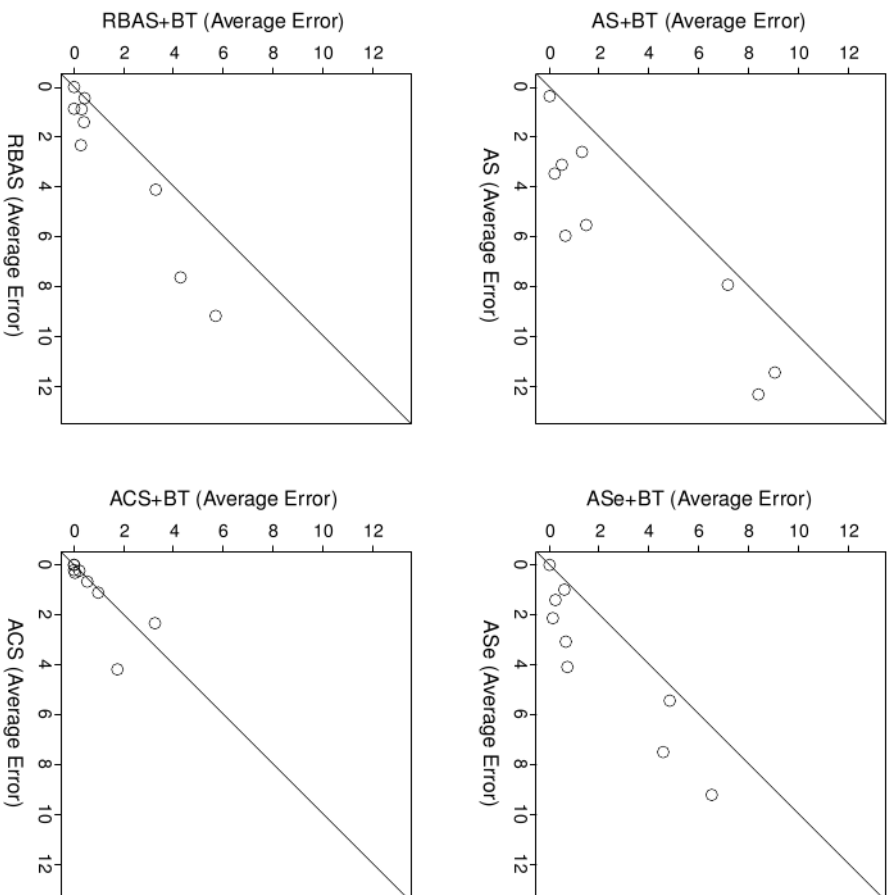 RBAS+BT (Average Error)
0 2 4 6 8 10 12
RBAS (Average Error)
0 2 4 6 8 10 12
AS+BT (Average Error)
0 2 4 6 8 10 12
AS (Average Error)
0 2 4 6 8 10 12
ACS+BT (Average Error)
0 2 4 6 8 10 12
ACS (Average Error)
0 2 4 6 8 10 12
ASe+BT (Average Error)
0 2 4 6 8 10 12
ASe (Average Error)
0 2 4 6 8 10 12